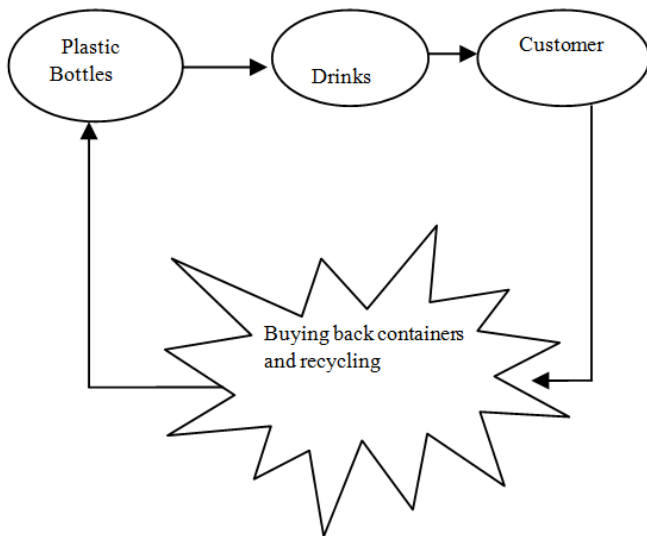 Plastic
Bottles
Drinks
Customer
Buying back containers
and recycling